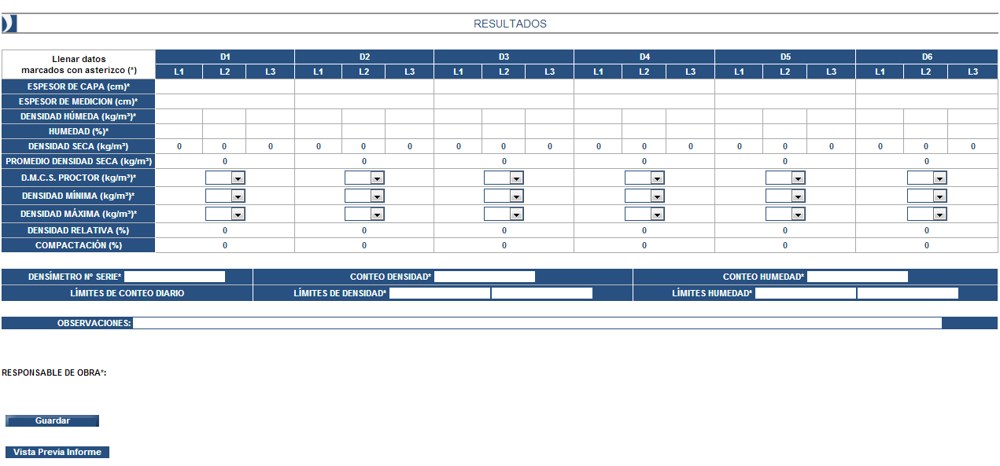 RESULTADOS
Llenar datos
marcados con asterizco (*)
D1 D2 D3 D4 D5 D6
L1 L2 L3 L1 L2 L3 L1 L2 L3 L1 L2 L3 L1 L2 L3 L1 L2 L3
ESPESOR DE CAPA (cm)*
ESPESOR DE MEDICION (cm)*
DENSIDAD HÚMEDA (kg/m³)*
HUMEDAD (%)*
DENSIDAD SECA (kg/m³) 0 0 0 0 0 0 0 0 0 0 0 0 0 0 0 0 0 0
PROMEDIO DENSIDAD SECA (kg/m³) 0 0 0 0 0 0
D.M.C.S. PROCTOR (kg/m³)*
DENSIDAD MÍNIMA (kg/m³)*
DENSIDAD MÁXIMA (kg/m³)*
DENSIDAD RELATIVA (%) 0 0 0 0 0 0
COMPACTACIÓN (%) 0 0 0 0 0 0
DENSÍMETRO Nº SERIE* CONTEO DENSIDAD* CONTEO HUMEDAD*
LÍMITES DE CONTEO DIARIO LÍMITES DE DENSIDAD* LÍMITES HUMEDAD*
OBSERVACIONES:
RESPONSABLE DE OBRA*:
Guardar
Vista Previa Informe